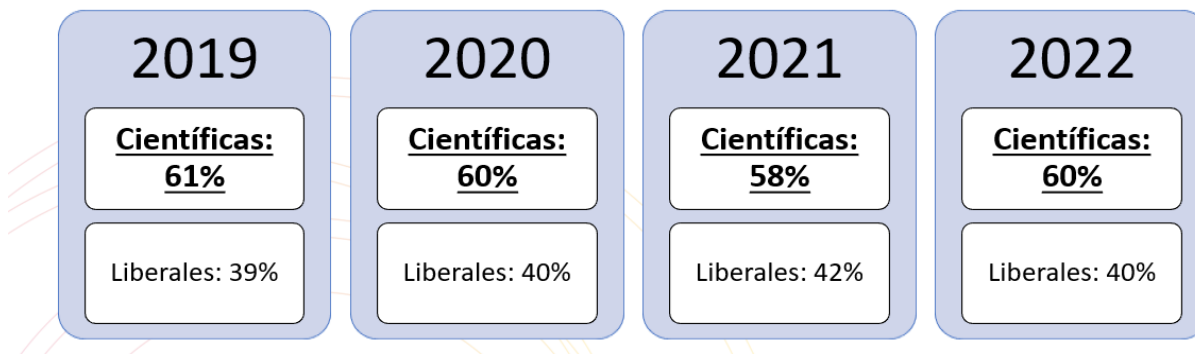 2019
Científicas:
61%
Liberales: 39%
2020
Científicas:
60%
Liberales: 40%
2021
Científicas:
58%
Liberales: 42%
2022
Científicas:
60%
Liberales: 40%